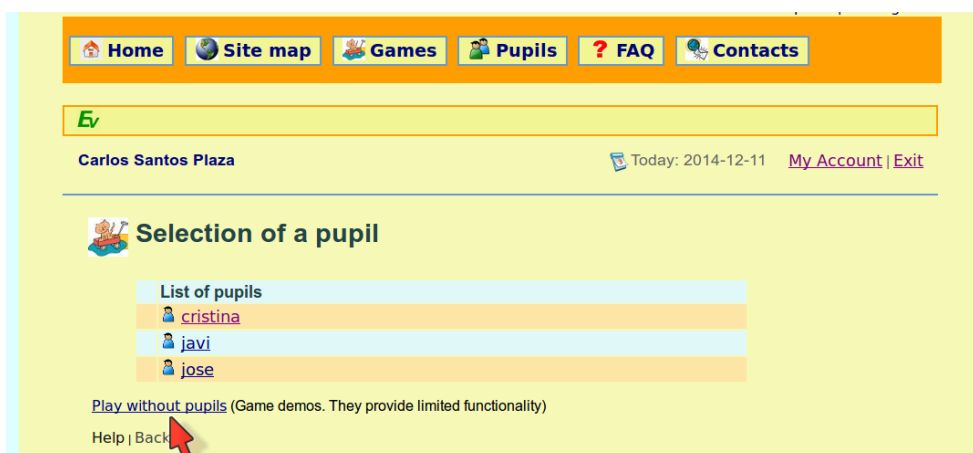 Home Site map Games Pupils ? FAQ Contacts
Ev
Carlos Santos Plaza Today: 2014-12-11 My Account | Exit
Selection of a pupil
List of pupils
cristina
javi
jose
Play without pupils (Game demos. They provide limited functionality)
Help | Back